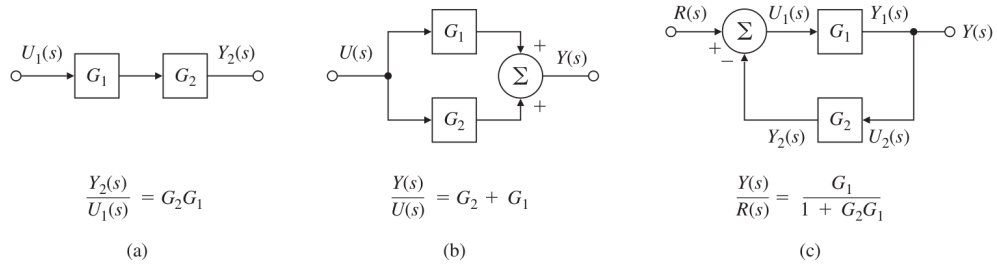 U₁(s) G₁ G₂ Y₂(s)
Y₂(s)
U₁(s) = G₂G₁
(a)
U(s) G₁ G₂ + + Σ Y(s)
Y(s)
U(s) = G₂ + G₁
(b)
R(s) + − Σ U₁(s) G₁ Y₁(s) Y(s)
Y₂(s) G₂ U₂(s)
Y(s) G₁
R(s) = 1 + G₂G₁
(c)